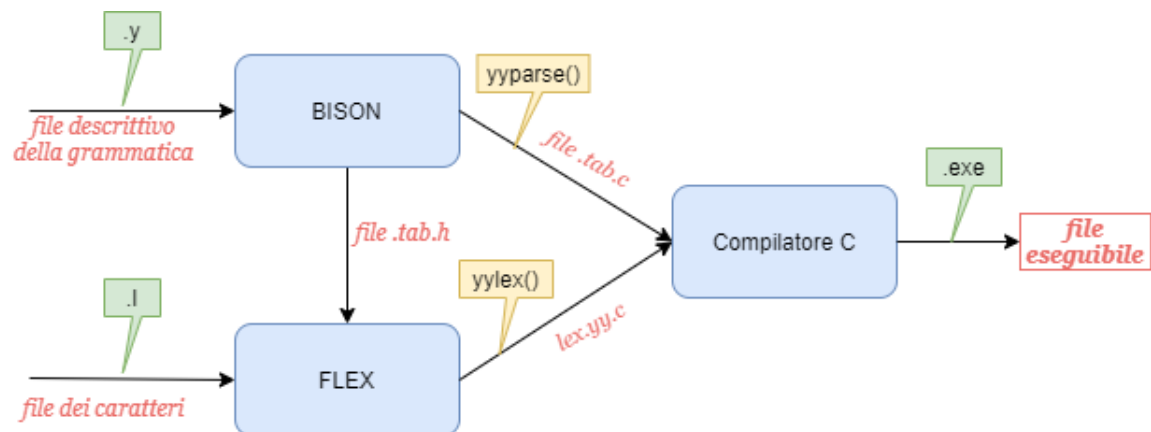 .y
file descrittivo
della grammatica
BISON
yyparse()
file .tab.c
file .tab.h
.l
file dei caratteri
FLEX
yylex()
lex.yy.c
Compilatore C
.exe
file
eseguibile